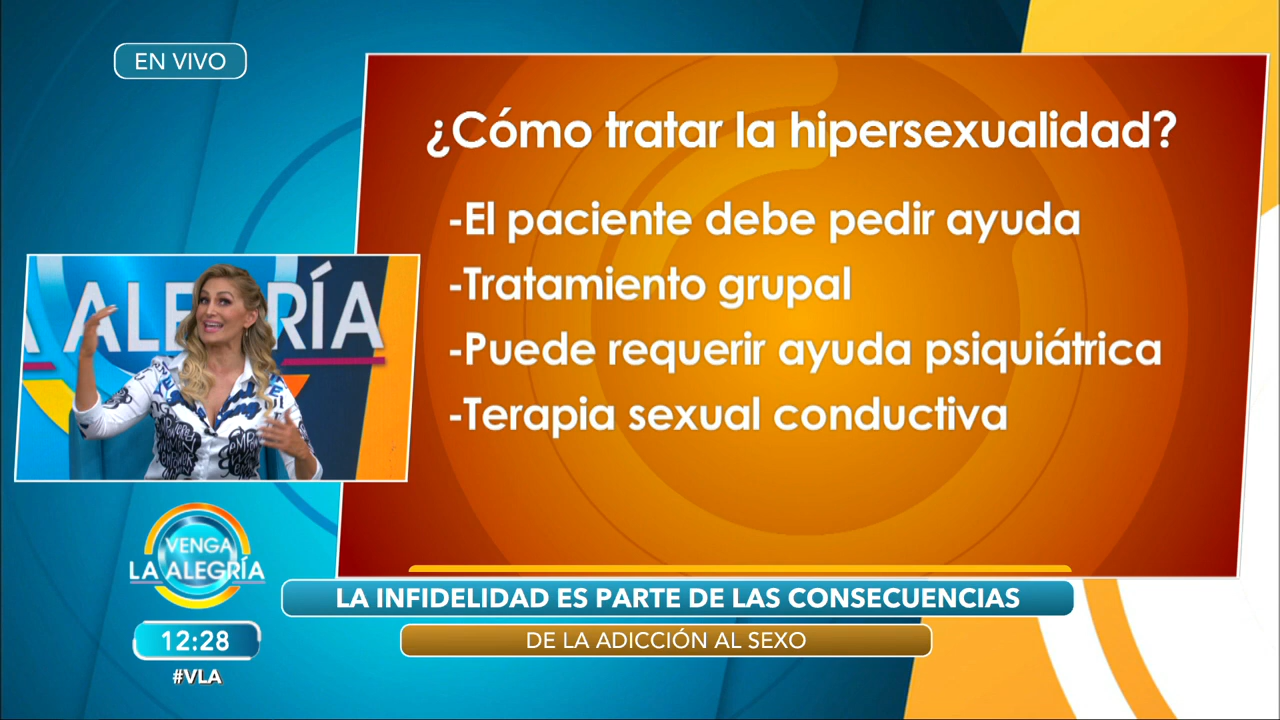 EN VIVO
¿Cómo tratar la hipersexualidad?
-El paciente debe pedir ayuda
-Tratamiento grupal
-Puede requerir ayuda psiquiátrica
-Terapia sexual conductiva
A ALEGRÍA
VENGA
LA ALEGRÍA
LA INFIDELIDAD ES PARTE DE LAS CONSECUENCIAS
DE LA ADICCIÓN AL SEXO
12:28
#VLA